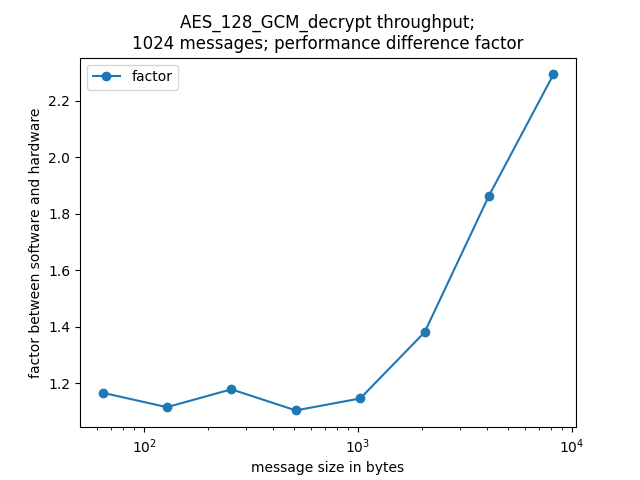 AES_128_GCM_decrypt throughput;
1024 messages; performance difference factor
factor
factor between software and hardware
2.2
2.0
1.8
1.6
1.4
1.2
10²
10³
10⁴
message size in bytes